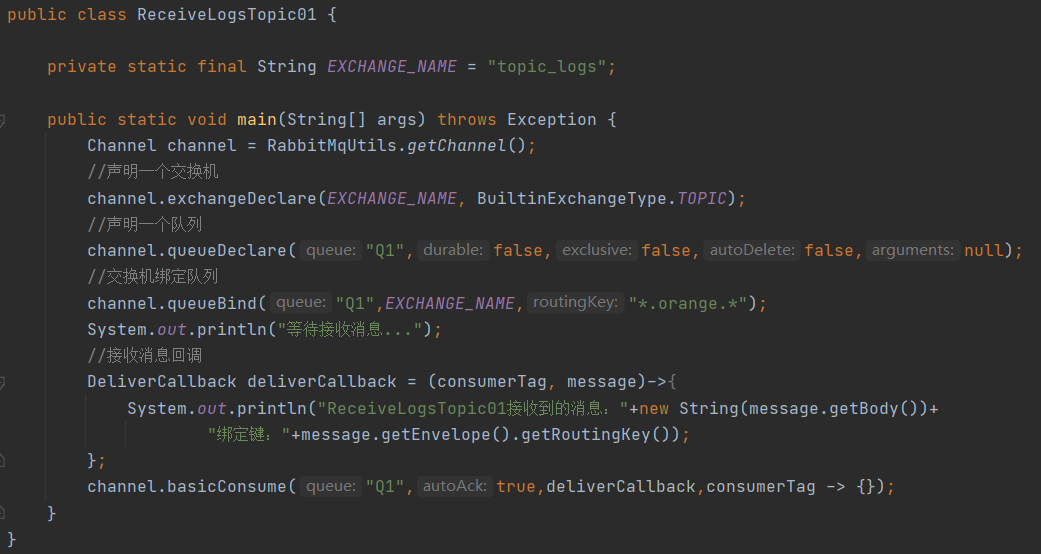 public class ReceiveLogsTopic01 {
private static final String EXCHANGE_NAME = "topic_logs";
public static void main(String[] args) throws Exception {
Channel channel = RabbitMqUtils.getChannel();
//声明一个交换机
channel.exchangeDeclare(EXCHANGE_NAME, BuiltinExchangeType.TOPIC);
//声明一个队列
channel.queueDeclare( queue: "Q1", durable: false, exclusive: false, autoDelete: false, arguments: null);
//交换机绑定队列
channel.queueBind( queue: "Q1",EXCHANGE_NAME, routingKey: "*.orange.*");
System.out.println("等待接收消息...");
//接收消息回调
DeliverCallback deliverCallback = (consumerTag, message)->{
System.out.println("ReceiveLogsTopic01接收到的消息："+new String(message.getBody())+
"绑定键："+message.getEnvelope().getRoutingKey());
};
channel.basicConsume( queue: "Q1", autoAck: true,deliverCallback,consumerTag -> {});
}
}